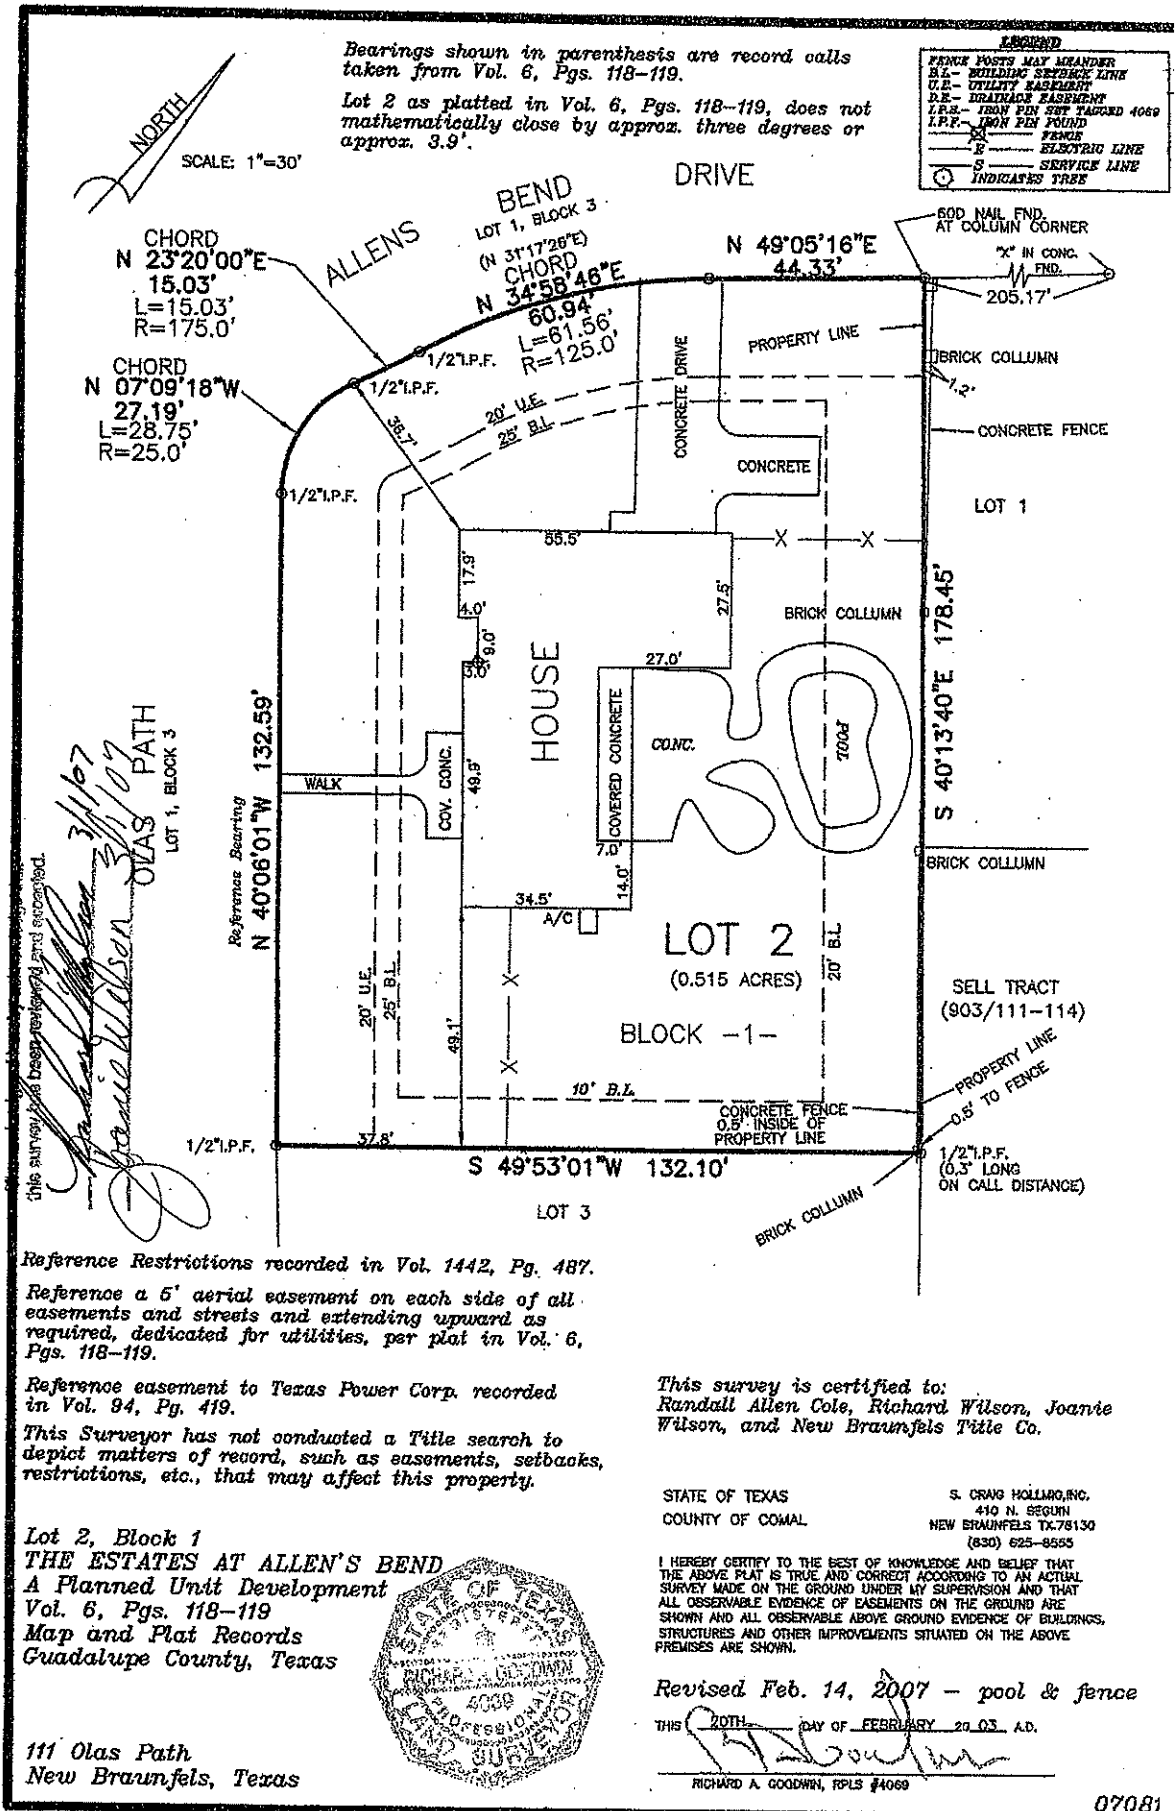 Bearings shown in parenthesis are record calls
taken from Vol. 6, Pgs. 118-119.
Lot 2 as platted in Vol. 6, Pgs. 118-119, does not
mathematically close by approx. three degrees or
approx. 3.9'.
LEGEND
FENCE POSTS MAY MEANDER
B.L.- BUILDING SETBACK LINE
U.E.- UTILITY EASEMENT
D.E.- DRAINAGE EASEMENT
I.P.S.- IRON PIN SET TAGGED 4069
I.P.F.- IRON PIN FOUND
FENCE
E ELECTRIC LINE
S SERVICE LINE
INDICATES TREE
NORTH
SCALE: 1"=30'
ALLENS BEND DRIVE
LOT 1, BLOCK 3
(N 31°17'26"E)
CHORD
N 34°58'46"E
60.94'
L=61.56'
R=125.0'
CHORD
N 23°20'00"E
15.03'
L=15.03'
R=175.0'
CHORD
N 07°09'18"W
27.19'
L=28.75'
R=25.0'
N 49°05'16"E
44.33'
60D NAIL FND.
AT COLUMN CORNER
"X" IN CONC.
FND.
205.17'
PROPERTY LINE
BRICK COLLUMN
1.2'
CONCRETE FENCE
LOT 1
1/2"I.P.F.
1/2"I.P.F.
1/2"I.P.F.
36.7'
20' U.E.
25' B.L.
CONCRETE DRIVE
CONCRETE
X X
55.5'
17.9'
4.0'
9.0'
3.0'
27.5'
BRICK COLLUMN
27.0'
HOUSE
COVERED CONCRETE
CONC.
POOL
S 40°13'40"E 178.45'
WALK
COV. CONC.
49.9'
7.0'
14.0'
34.5'
A/C
BRICK COLLUMN
OLAS PATH
LOT 1, BLOCK 3
Reference Bearing
N 40°06'01"W 132.59'
this survey has been reviewed and accepted.
3/1/07
Joanie Wilson 3/1/07
20' U.E.
25' B.L.
49.1'
X
X
LOT 2
(0.515 ACRES)
BLOCK -1-
20' B.L.
10' B.L.
SELL TRACT
(903/111-114)
PROPERTY LINE
0.5' TO FENCE
CONCRETE FENCE
0.5' INSIDE OF
PROPERTY LINE
1/2"I.P.F.
37.8'
S 49°53'01"W 132.10'
1/2"I.P.F.
(0.3' LONG
ON CALL DISTANCE)
BRICK COLLUMN
LOT 3
Reference Restrictions recorded in Vol. 1442, Pg. 487.
Reference a 5' aerial easement on each side of all
easements and streets and extending upward as
required, dedicated for utilities, per plat in Vol. 6,
Pgs. 118-119.
Reference easement to Texas Power Corp. recorded
in Vol. 94, Pg. 419.
This Surveyor has not conducted a Title search to
depict matters of record, such as easements, setbacks,
restrictions, etc., that may affect this property.
Lot 2, Block 1
THE ESTATES AT ALLEN'S BEND
A Planned Unit Development
Vol. 6, Pgs. 118-119
Map and Plat Records
Guadalupe County, Texas
STATE OF TEXAS
REGISTERED
RICHARD A. GOODWIN
4069
PROFESSIONAL
LAND SURVEYOR
111 Olas Path
New Braunfels, Texas
This survey is certified to:
Randall Allen Cole, Richard Wilson, Joanie
Wilson, and New Braunfels Title Co.
STATE OF TEXAS
COUNTY OF COMAL
S. CRAIG HOLLMIG,INC.
410 N. SEGUIN
NEW BRAUNFELS TX.78130
(830) 625-8555
I HEREBY CERTIFY TO THE BEST OF KNOWLEDGE AND BELIEF THAT
THE ABOVE PLAT IS TRUE AND CORRECT ACCORDING TO AN ACTUAL
SURVEY MADE ON THE GROUND UNDER MY SUPERVISION AND THAT
ALL OBSERVABLE EVIDENCE OF EASEMENTS ON THE GROUND ARE
SHOWN AND ALL OBSERVABLE ABOVE GROUND EVIDENCE OF BUILDINGS,
STRUCTURES AND OTHER IMPROVEMENTS SITUATED ON THE ABOVE
PREMISES ARE SHOWN.
Revised Feb. 14, 2007 - pool & fence
THIS 20TH DAY OF FEBRUARY 20 03 A.D.
RICHARD A. GOODWIN, RPLS #4069
07081